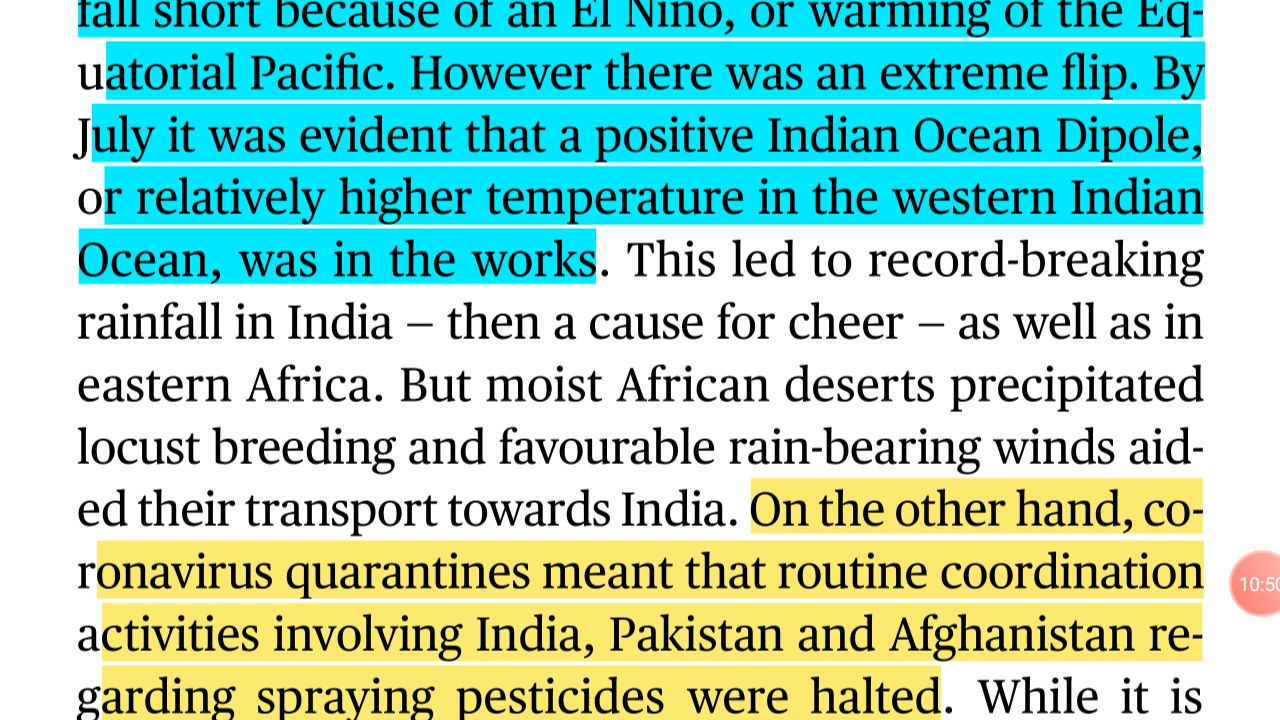 fall short because of an El Nino, or warming of the Eq-
uatorial Pacific. However there was an extreme flip. By
July it was evident that a positive Indian Ocean Dipole,
or relatively higher temperature in the western Indian
Ocean, was in the works. This led to record-breaking
rainfall in India – then a cause for cheer – as well as in
eastern Africa. But moist African deserts precipitated
locust breeding and favourable rain-bearing winds aid-
ed their transport towards India. On the other hand, co-
ronavirus quarantines meant that routine coordination
activities involving India, Pakistan and Afghanistan re-
garding spraying pesticides were halted. While it is
10:50